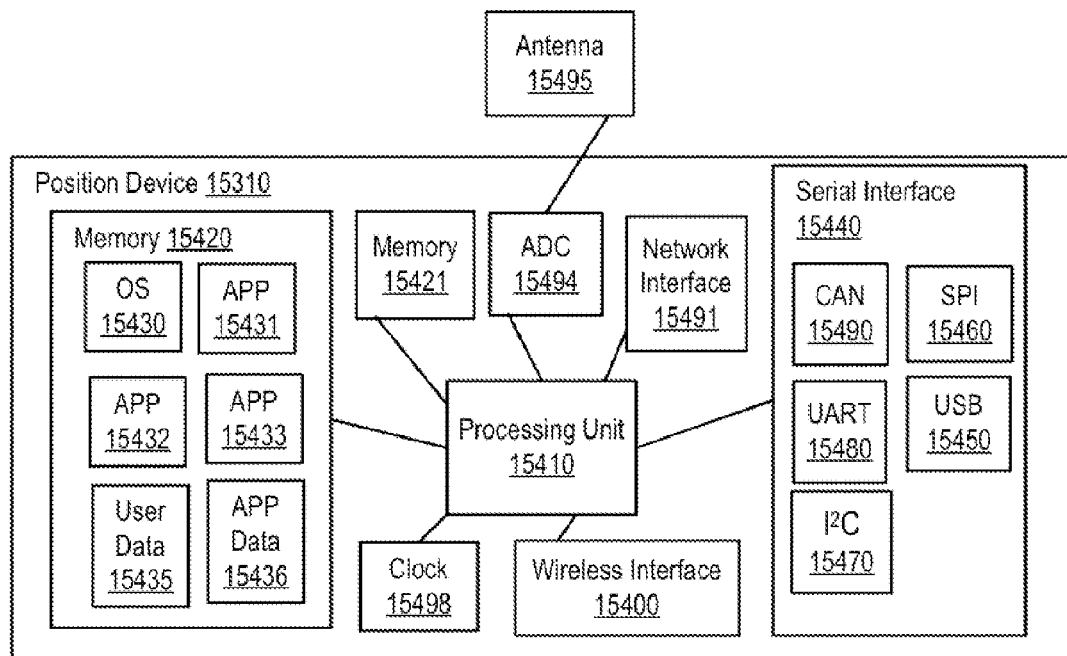 Antenna
15495
Position Device 15310
Memory 15420
OS
15430
APP
15431
APP
15432
APP
15433
User
Data
15435
APP
Data
15436
Memory
15421
ADC
15494
Network
Interface
15491
Processing Unit
15410
Clock
15498
Wireless Interface
15400
Serial Interface
15440
CAN
15490
SPI
15460
UART
15480
USB
15450
I²C
15470